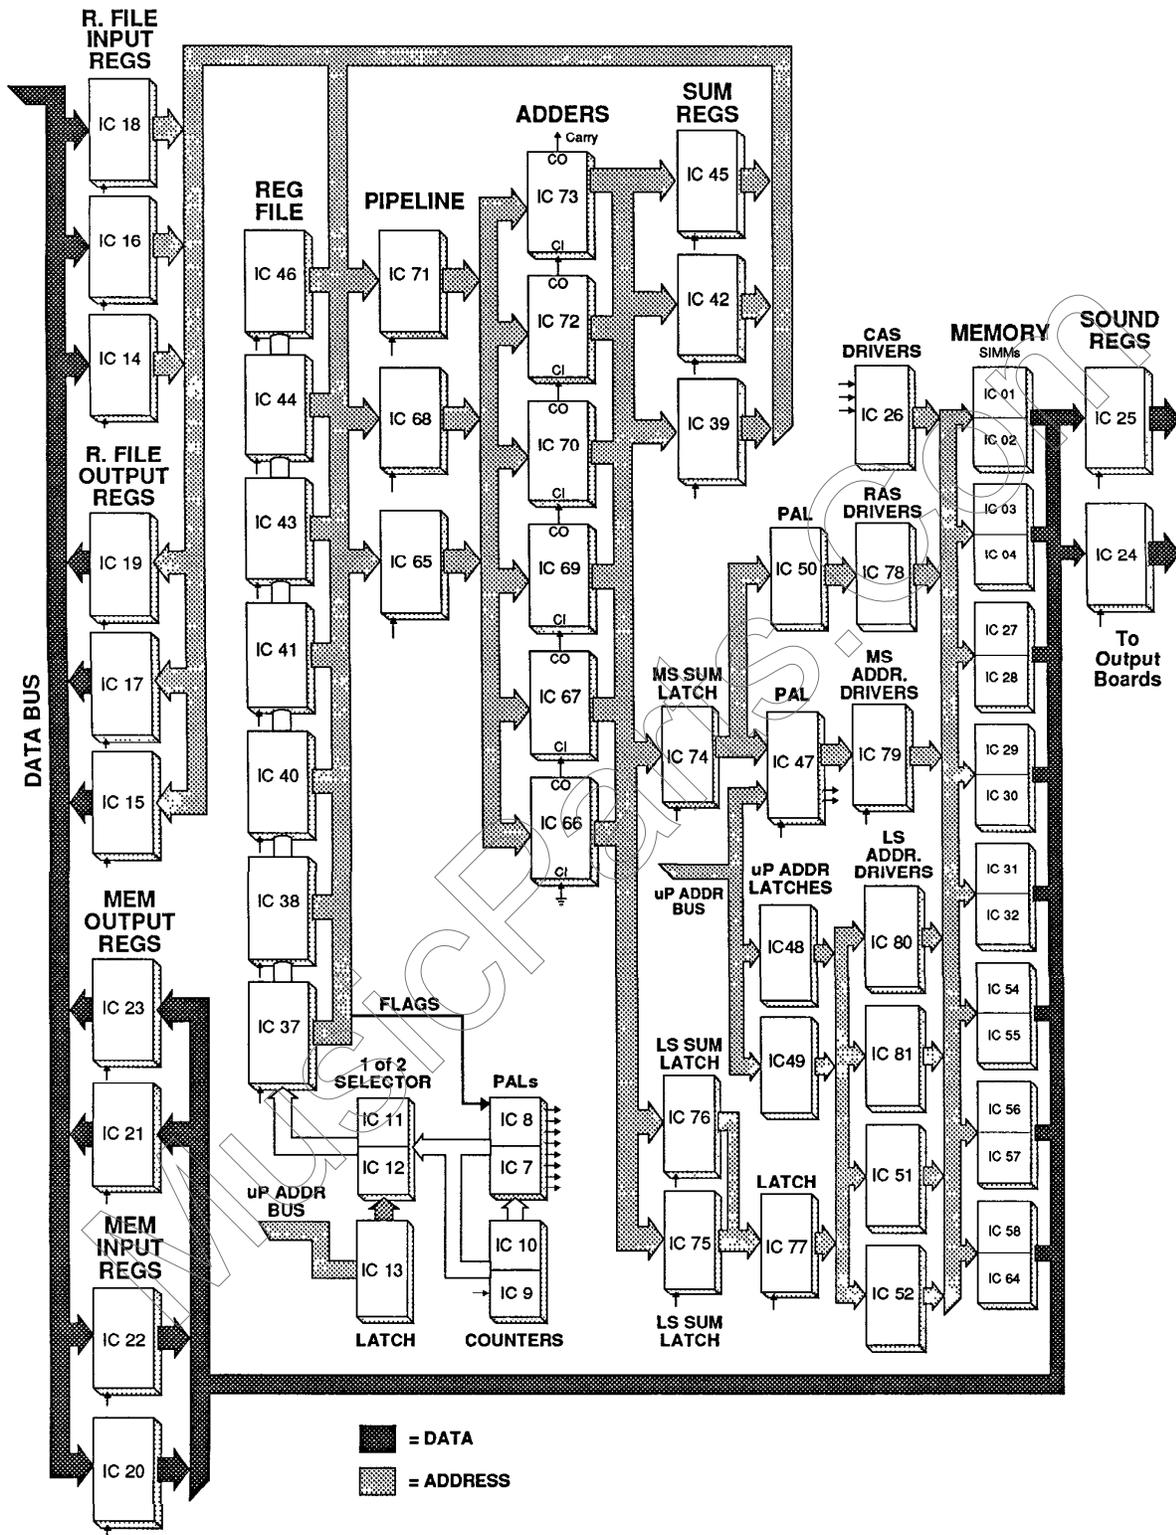 R. FILE
INPUT
REGS
IC 18
IC 16
IC 14
R. FILE
OUTPUT
REGS
IC 19
IC 17
IC 15
DATA BUS
MEM
OUTPUT
REGS
IC 23
IC 21
MEM
INPUT
REGS
IC 22
IC 20
REG
FILE
IC 46
IC 44
IC 43
IC 41
IC 40
IC 38
IC 37
PIPELINE
IC 71
IC 68
IC 65
FLAGS
1 of 2
SELECTOR
IC 11
IC 12
PALs
IC 8
IC 7
uP ADDR
BUS
IC 13
LATCH
IC 10
IC 9
COUNTERS
ADDERS
Carry
CO
IC 73
CI
CO
IC 72
CI
CO
IC 70
CI
CO
IC 69
CI
CO
IC 67
CI
CO
IC 66
CI
SUM
REGS
IC 45
IC 42
IC 39
MS SUM
LATCH
IC 74
uP ADDR
BUS
LS SUM
LATCH
IC 76
IC 75
LS SUM
LATCH
PAL
IC 50
PAL
IC 47
uP ADDR
LATCHES
IC48
IC49
LATCH
IC 77
CAS
DRIVERS
IC 26
RAS
DRIVERS
IC 78
MS
ADDR.
DRIVERS
IC 79
LS
ADDR.
DRIVERS
IC 80
IC 81
IC 51
IC 52
MEMORY
SIMMs
IC 01
IC 02
IC 03
IC 04
IC 27
IC 28
IC 29
IC 30
IC 31
IC 32
IC 54
IC 55
IC 56
IC 57
IC 58
IC 64
SOUND
REGS
IC 25
IC 24
To
Output
Boards
= DATA
= ADDRESS